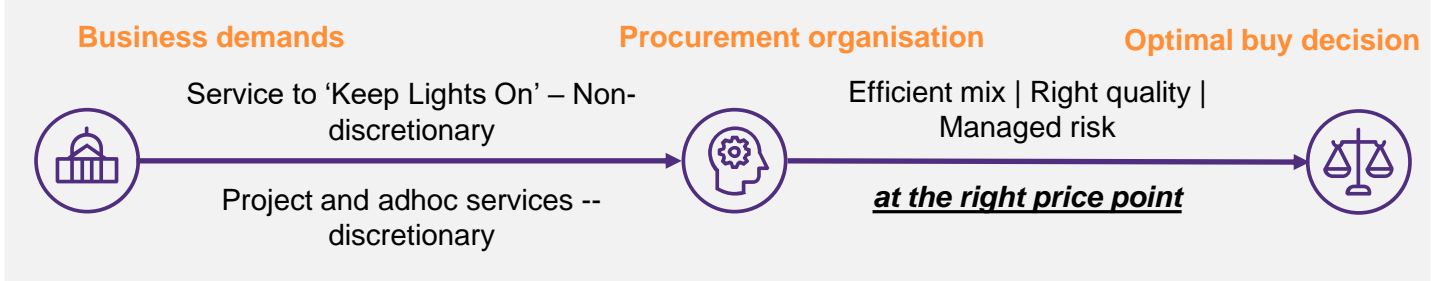 Business demands
Procurement organisation
Optimal buy decision
Service to ‘Keep Lights On’ – Non-
discretionary
Efficient mix | Right quality |
Managed risk
Project and adhoc services --
discretionary
at the right price point